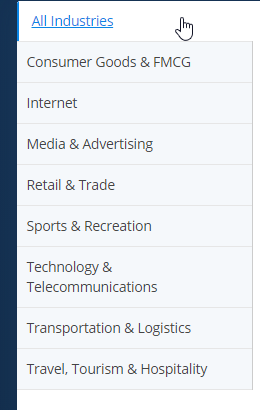 All Industries
Consumer Goods & FMCG
Internet
Media & Advertising
Retail & Trade
Sports & Recreation
Technology &
Telecommunications
Transportation & Logistics
Travel, Tourism & Hospitality